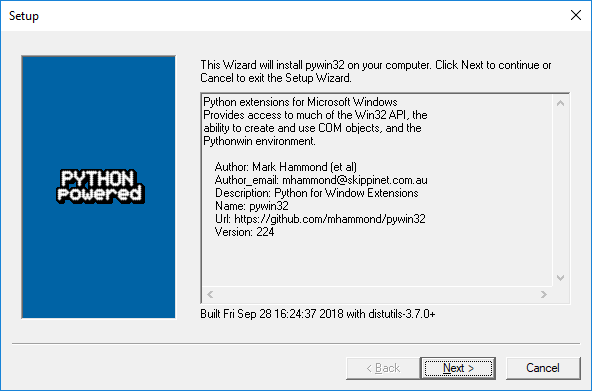 Setup
This Wizard will install pywin32 on your computer. Click Next to continue or
Cancel to exit the Setup Wizard.
PYTHON
Powered
Python extensions for Microsoft Windows
Provides access to much of the Win32 API, the
ability to create and use COM objects, and the
Pythonwin environment.
Author: Mark Hammond (et al)
Author_email: mhammond@skippinet.com.au
Description: Python for Window Extensions
Name: pywin32
Url: https://github.com/mhammond/pywin32
Version: 224
Built Fri Sep 28 16:24:37 2018 with distutils-3.7.0+
< Back
Next >
Cancel